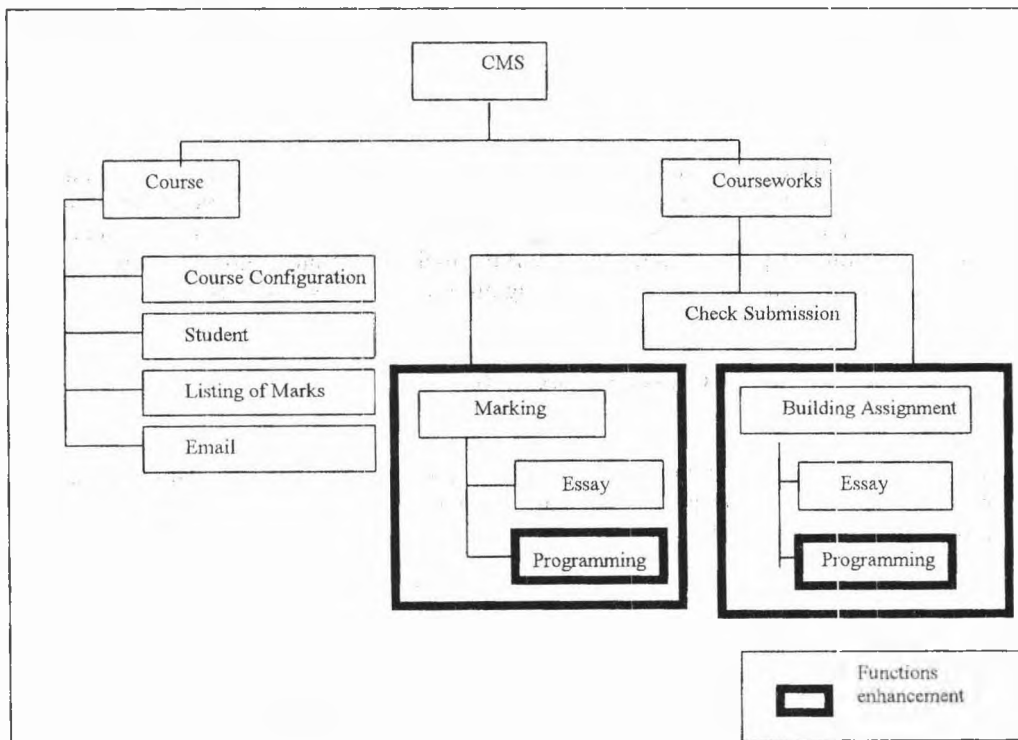 CMS
Course
Courseworks
Course Configuration
Student
Listing of Marks
Email
Check Submission
Marking
Essay
Programming
Building Assignment
Essay
Programming
Functions
enhancement